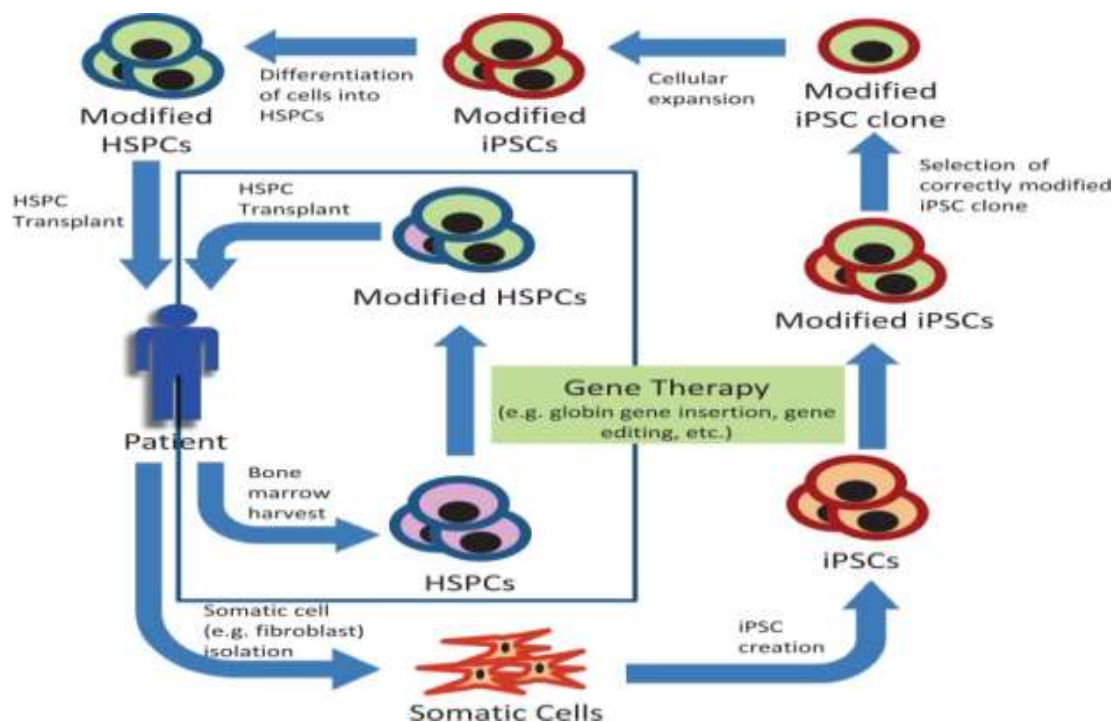 Modified
HSPCs
Differentiation
of cells into
HSPCs
Modified
iPSCs
Cellular
expansion
Modified
iPSC clone
Selection of
correctly modified
iPSC clone
HSPC
Transplant
HSPC
Transplant
Modified HSPCs
Modified iPSCs
Gene Therapy
(e.g. globin gene insertion, gene
editing, etc.)
Patient
Bone
marrow
harvest
HSPCs
iPSCs
Somatic cell
(e.g. fibroblast)
isolation
iPSC
creation
Somatic Cells